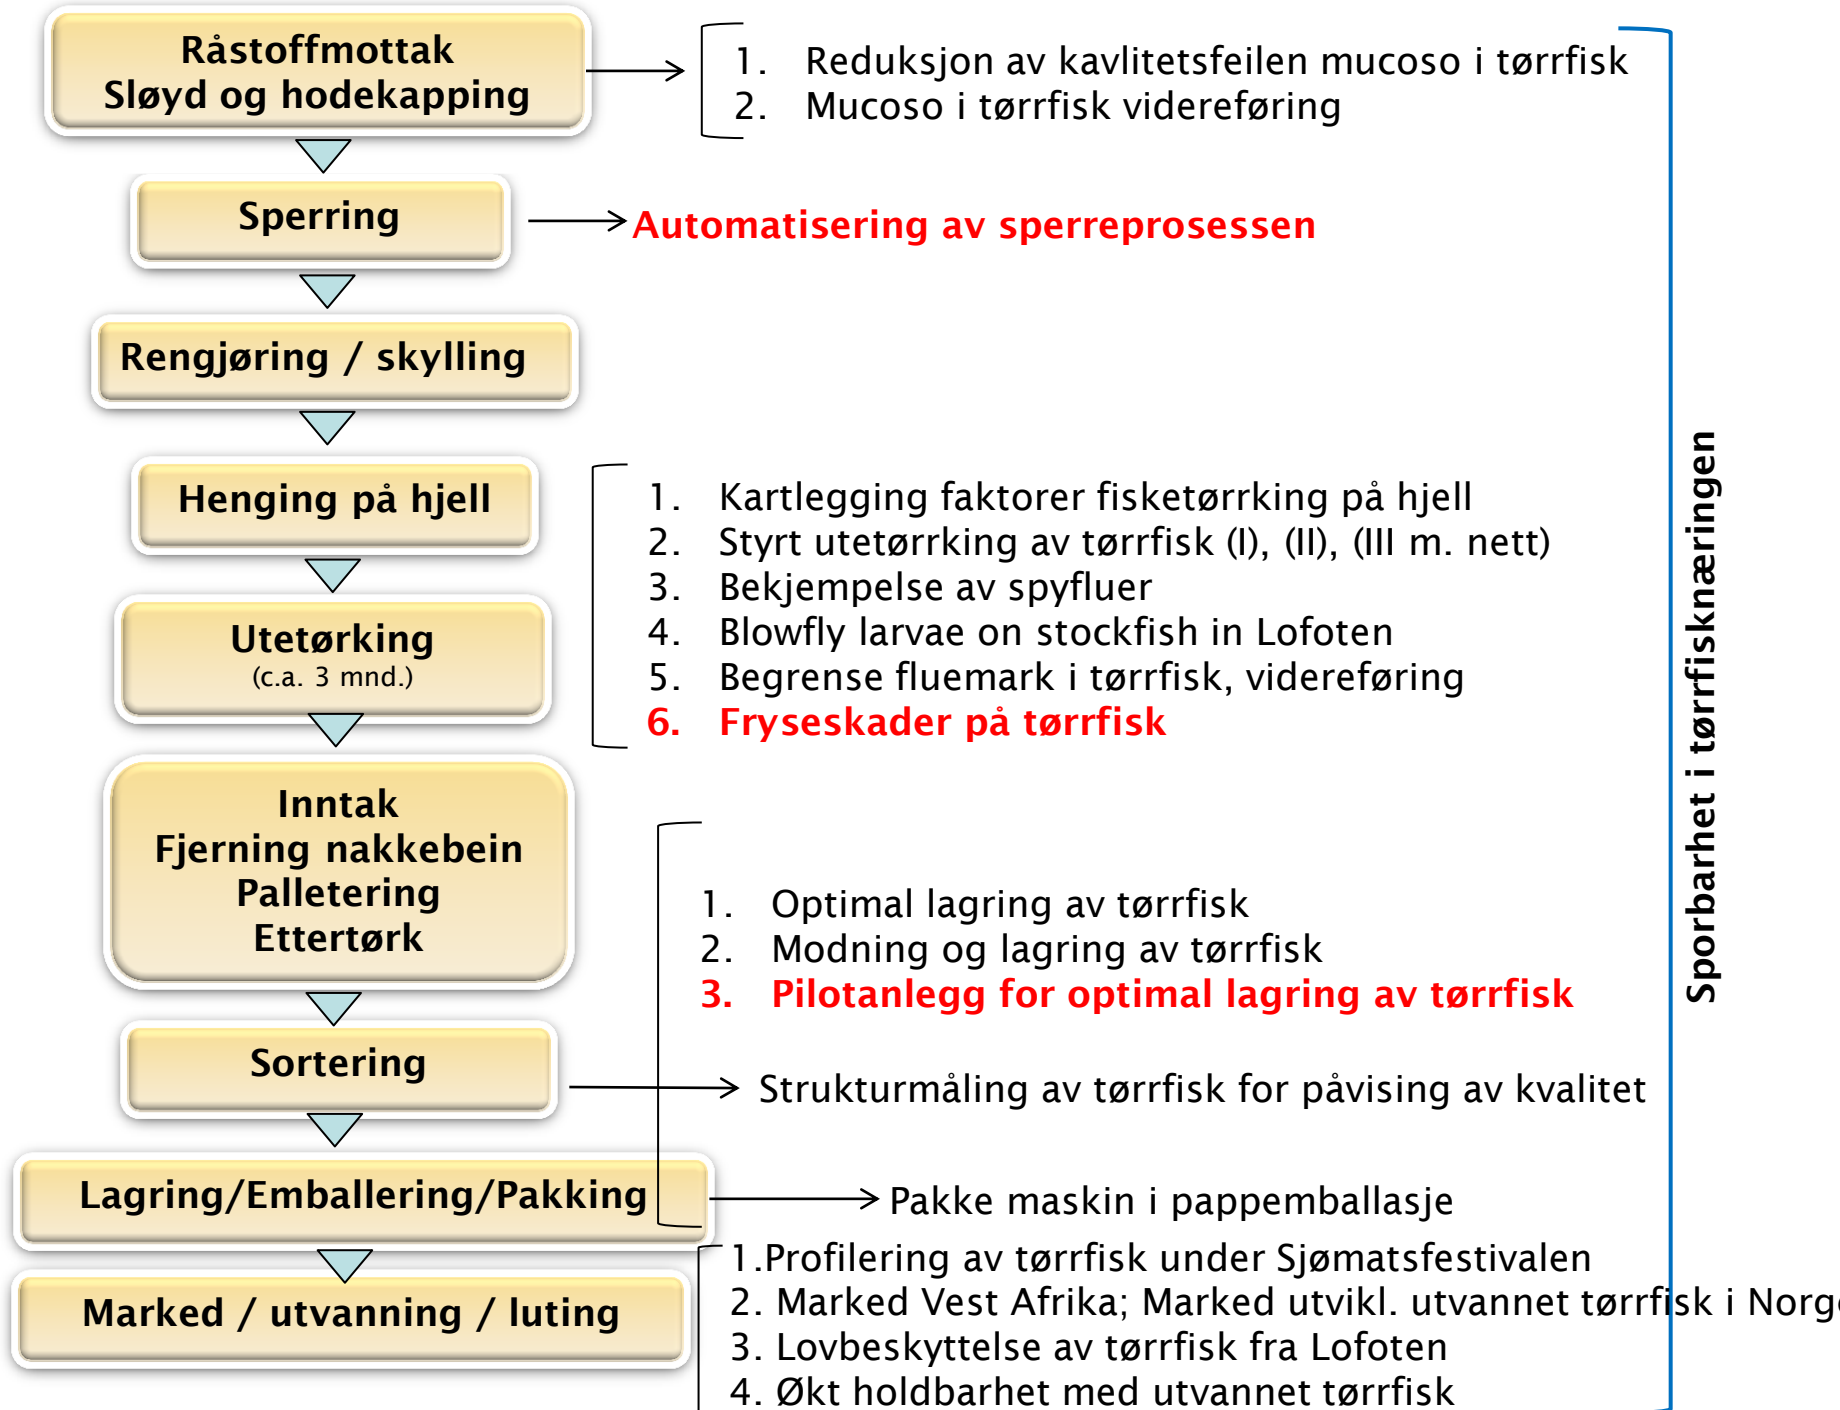 Råstoffmottak
Sløyd og hodekapping
1. Reduksjon av kavlitetsfeilen mucoso i tørrfisk
2. Mucoso i tørrfisk videreføring
Sperring
Automatisering av sperreprosessen
Rengjøring / skylling
Henging på hjell
1. Kartlegging faktorer fisketørrking på hjell
2. Styrt utetørrking av tørrfisk (I), (II), (III m. nett)
3. Bekjempelse av spyfluer
4. Blowfly larvae on stockfish in Lofoten
5. Begrense fluemark i tørrfisk, videreføring
6. Fryseskader på tørrfisk
Utetørking
(c.a. 3 mnd.)
Inntak
Fjerning nakkebein
Palletering
Ettertørk
1. Optimal lagring av tørrfisk
2. Modning og lagring av tørrfisk
3. Pilotanlegg for optimal lagring av tørrfisk
Sortering
Strukturmåling av tørrfisk for påvising av kvalitet
Lagring/Emballering/Pakking
Pakke maskin i pappemballasje
Marked / utvanning / luting
1.Profilering av tørrfisk under Sjømatsfestivalen
2. Marked Vest Afrika; Marked utvikl. utvannet tørrfisk i Norg
3. Lovbeskyttelse av tørrfisk fra Lofoten
4. Økt holdbarhet med utvannet tørrfisk
Sporbarhet i tørrfisknæringen